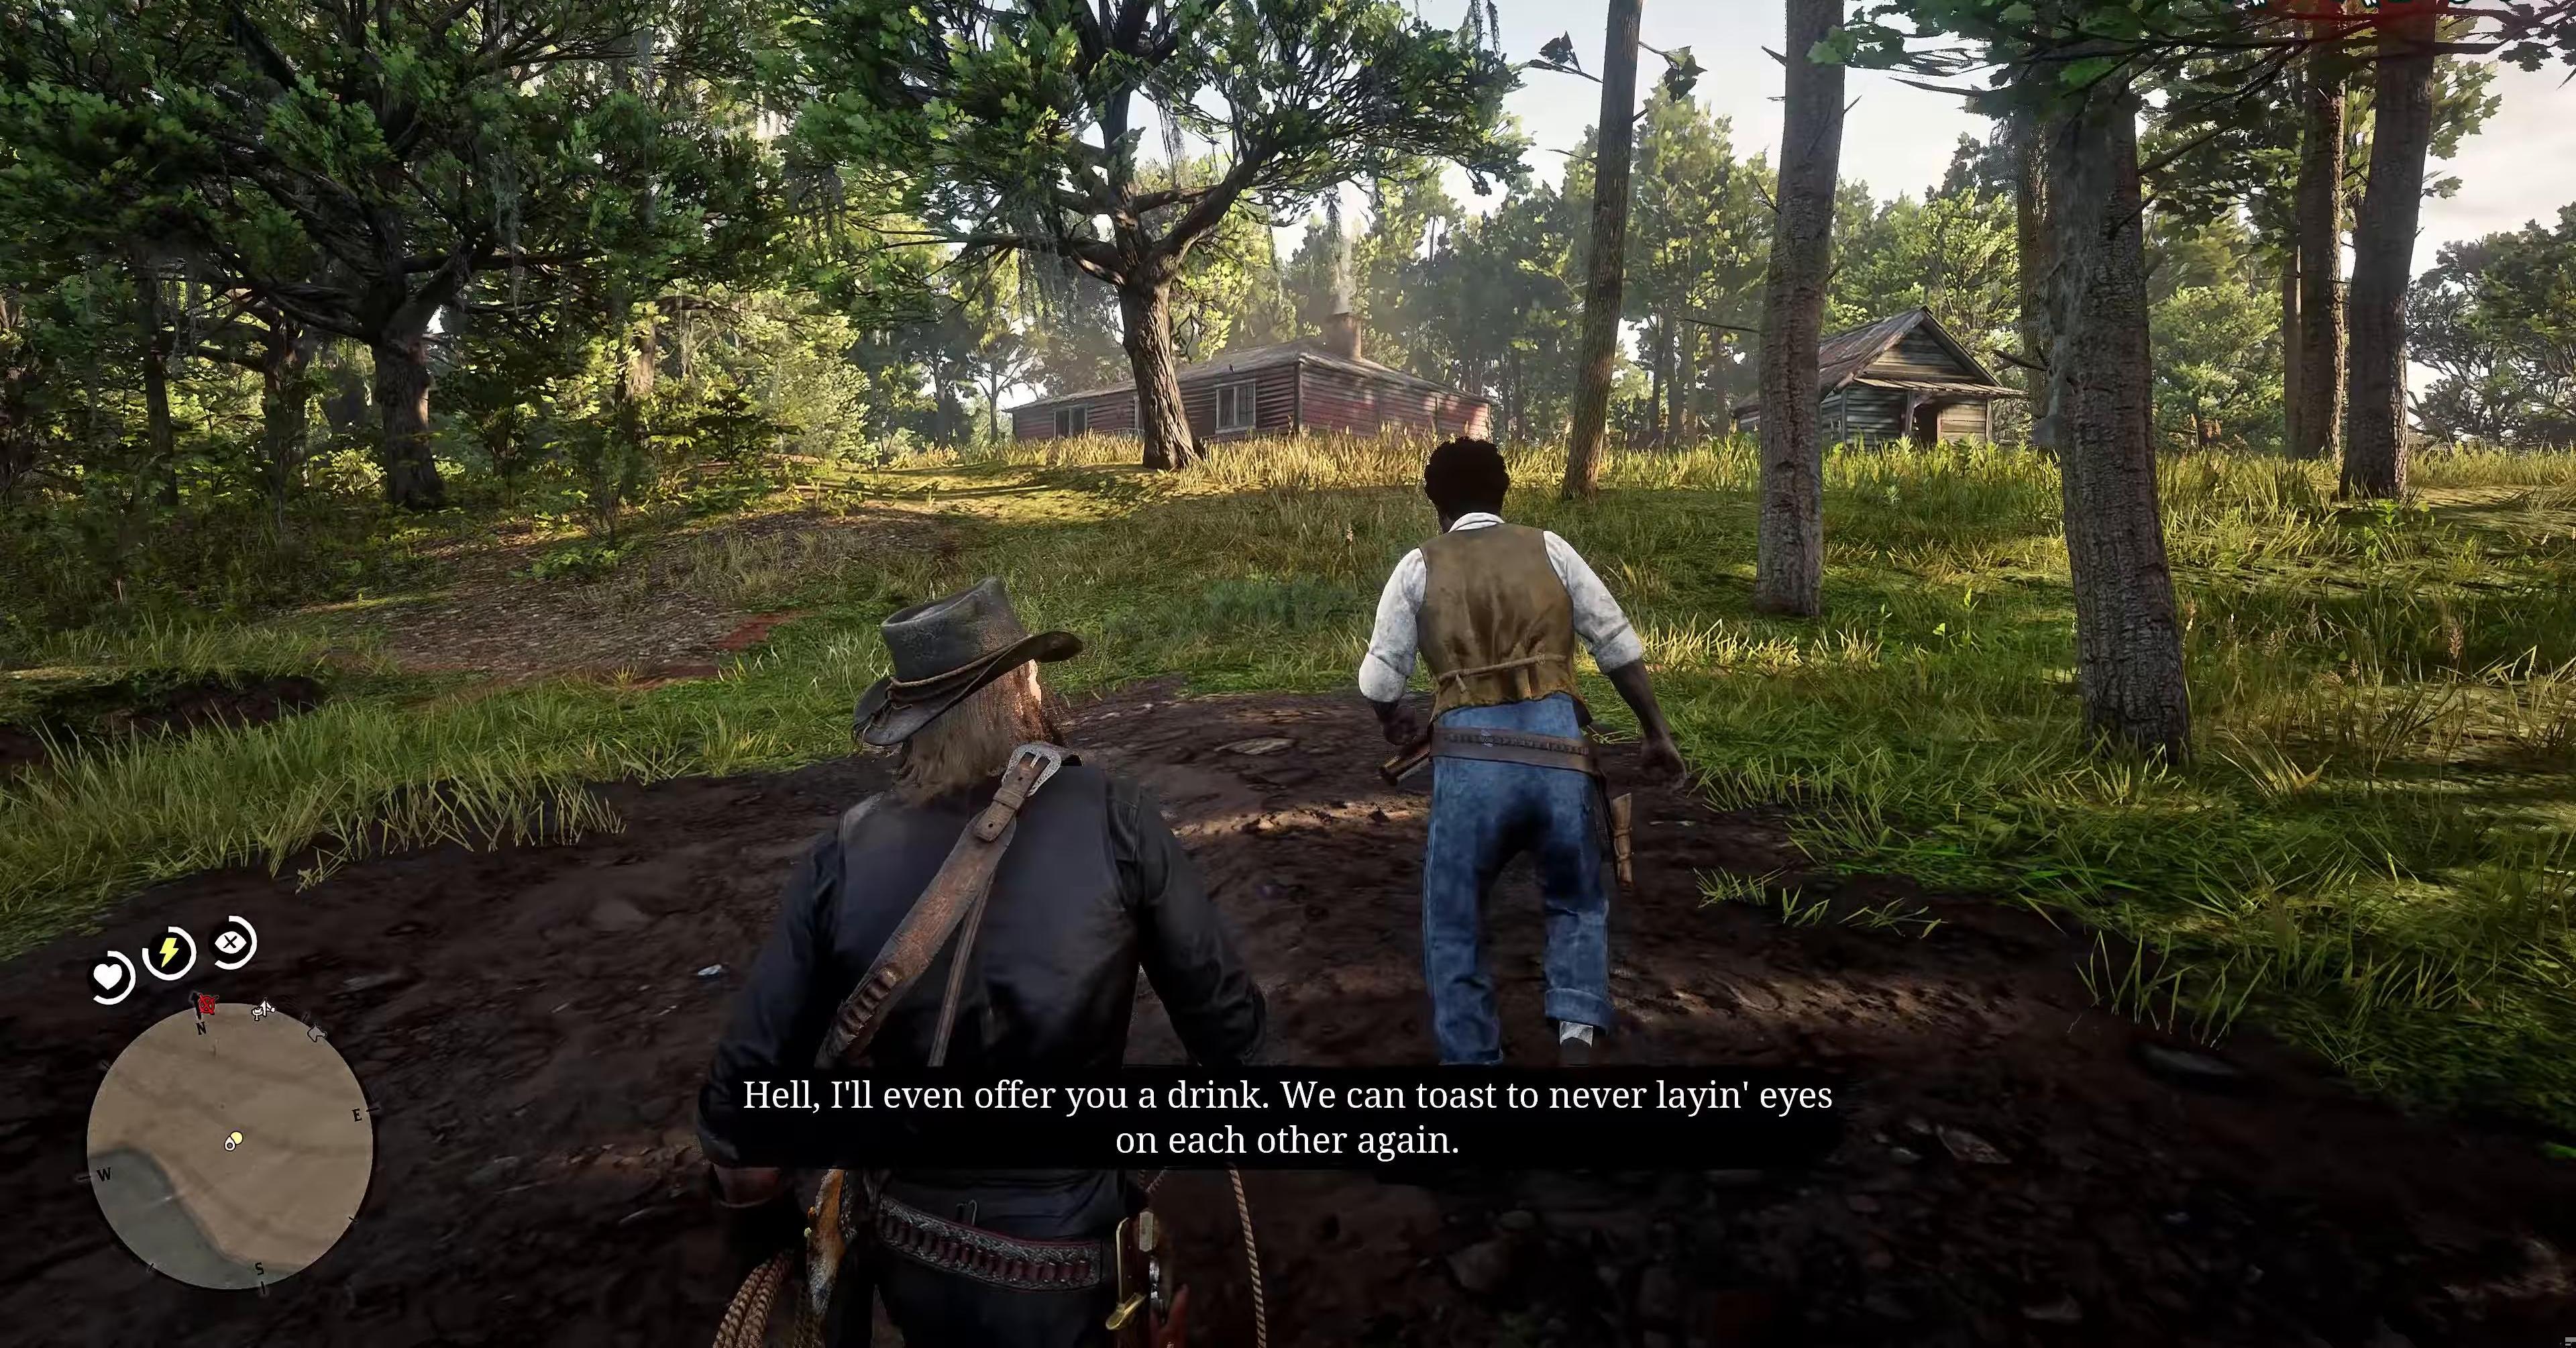 N
E
W
S
Hell, I'll even offer you a drink. We can toast to never layin' eyes
on each other again.